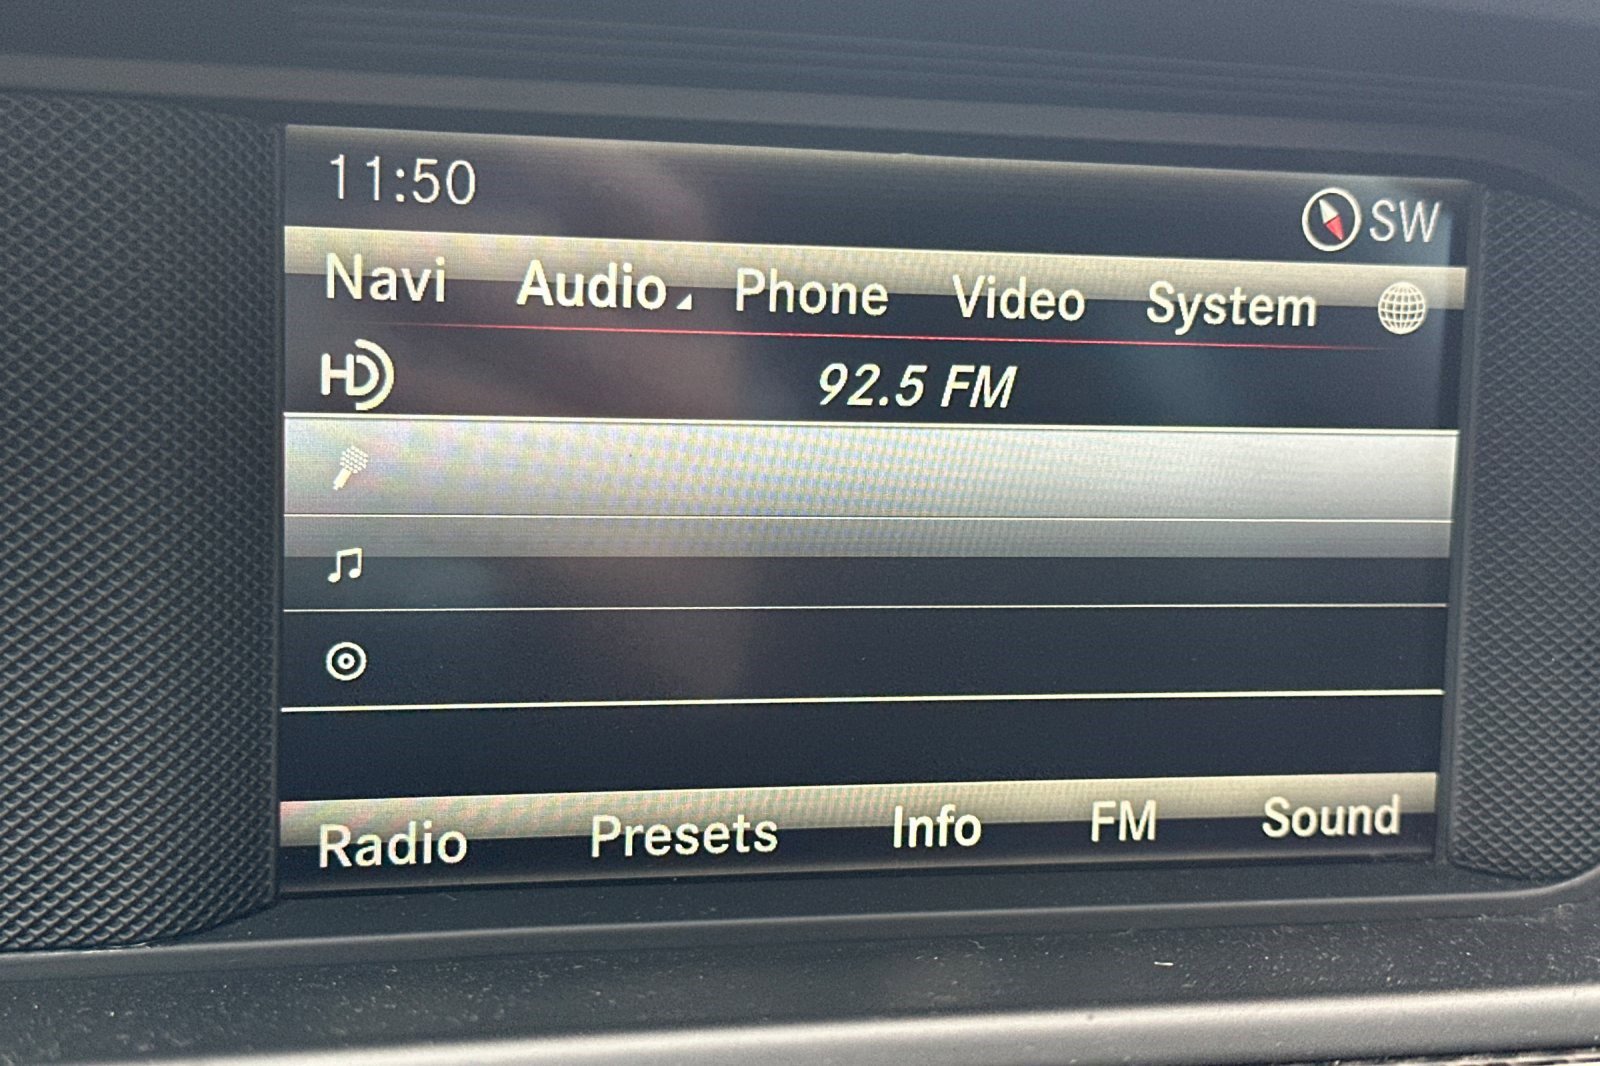 11:50
SW
Navi Audio Phone Video System
HD 92.5 FM
Radio Presets Info FM Sound